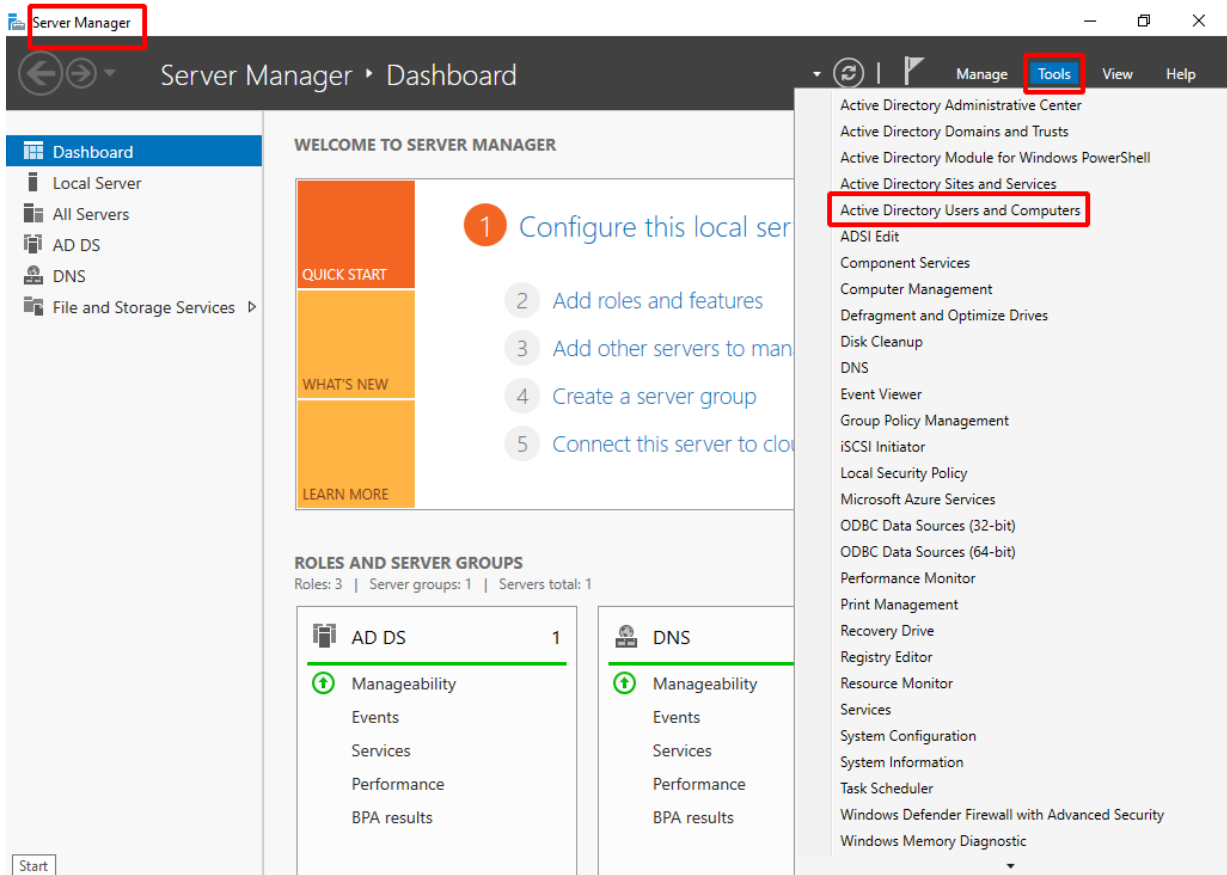 Server Manager
Server Manager ‣ Dashboard
Manage Tools View Help
Dashboard
Local Server
All Servers
AD DS
DNS
File and Storage Services
WELCOME TO SERVER MANAGER
QUICK START
WHAT'S NEW
LEARN MORE
1 Configure this local ser
2 Add roles and features
3 Add other servers to man
4 Create a server group
5 Connect this server to clou
ROLES AND SERVER GROUPS
Roles: 3 | Server groups: 1 | Servers total: 1
AD DS 1
Manageability
Events
Services
Performance
BPA results
DNS
Manageability
Events
Services
Performance
BPA results
Active Directory Administrative Center
Active Directory Domains and Trusts
Active Directory Module for Windows PowerShell
Active Directory Sites and Services
Active Directory Users and Computers
ADSI Edit
Component Services
Computer Management
Defragment and Optimize Drives
Disk Cleanup
DNS
Event Viewer
Group Policy Management
iSCSI Initiator
Local Security Policy
Microsoft Azure Services
ODBC Data Sources (32-bit)
ODBC Data Sources (64-bit)
Performance Monitor
Print Management
Recovery Drive
Registry Editor
Resource Monitor
Services
System Configuration
System Information
Task Scheduler
Windows Defender Firewall with Advanced Security
Windows Memory Diagnostic
Start